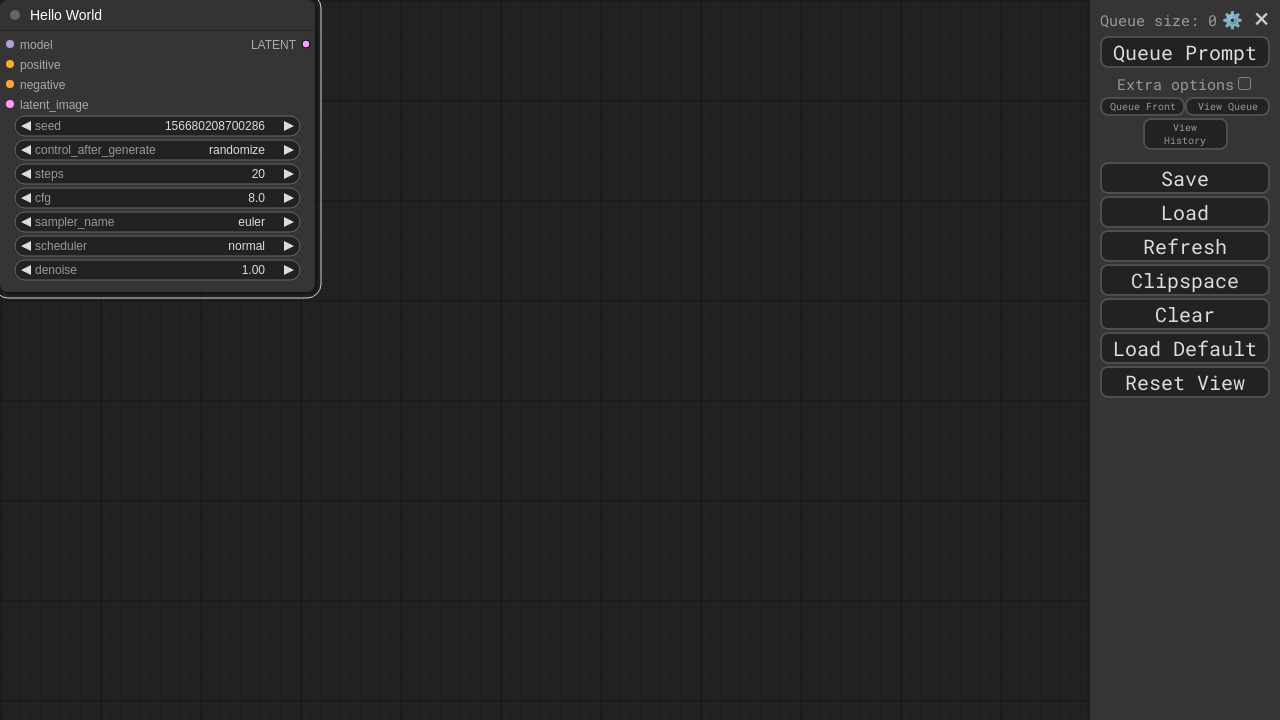 Hello World
model LATENT
positive
negative
latent_image
seed 156680208700286
control_after_generate randomize
steps 20
cfg 8.0
sampler_name euler
scheduler normal
denoise 1.00
Queue size: 0
Queue Prompt
Extra options
Queue Front View Queue
View
History
Save
Load
Refresh
Clipspace
Clear
Load Default
Reset View